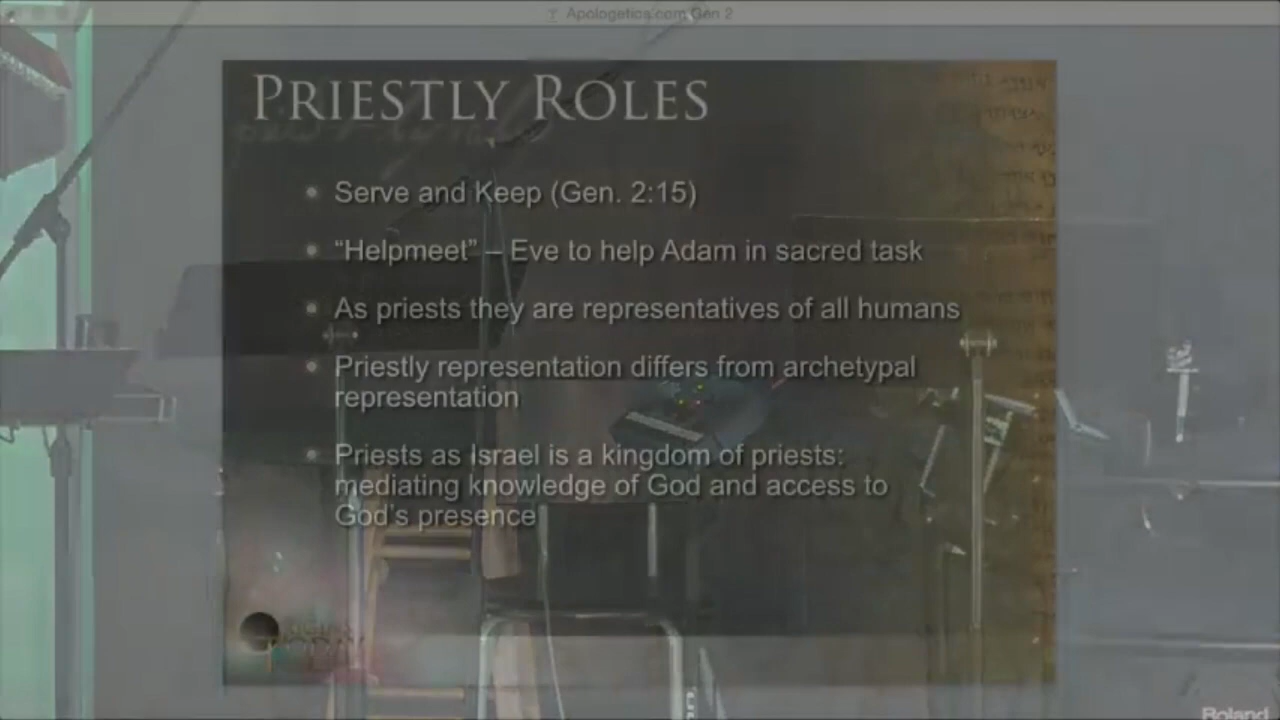 Apologetics.com Gen 2
PRIESTLY ROLES
• Serve and Keep (Gen. 2:15)
• “Helpmeet” – Eve to help Adam in sacred task
• As priests they are representatives of all humans
• Priestly representation differs from archetypal
representation
• Priests as Israel is a kingdom of priests:
mediating knowledge of God and access to
God’s presence
Roland